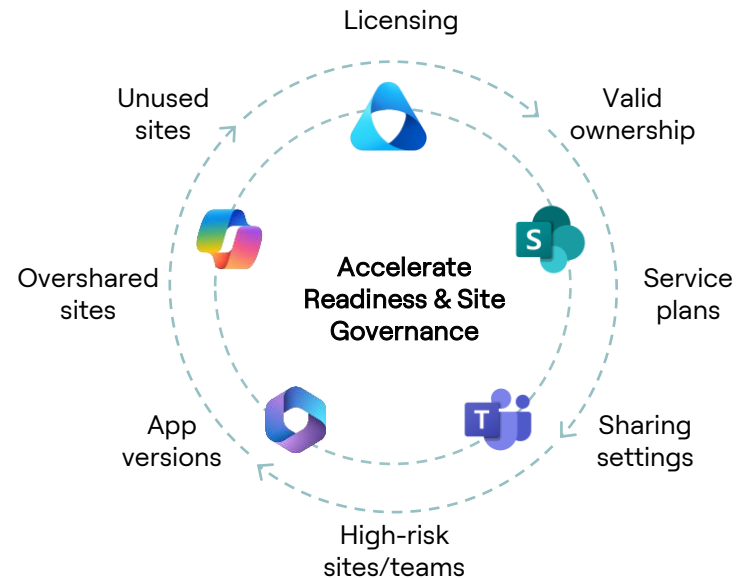 Licensing
Valid
ownership
Service
plans
Sharing
settings
High-risk
sites/teams
App
versions
Overshared
sites
Unused
sites
Accelerate
Readiness & Site
Governance
S
T